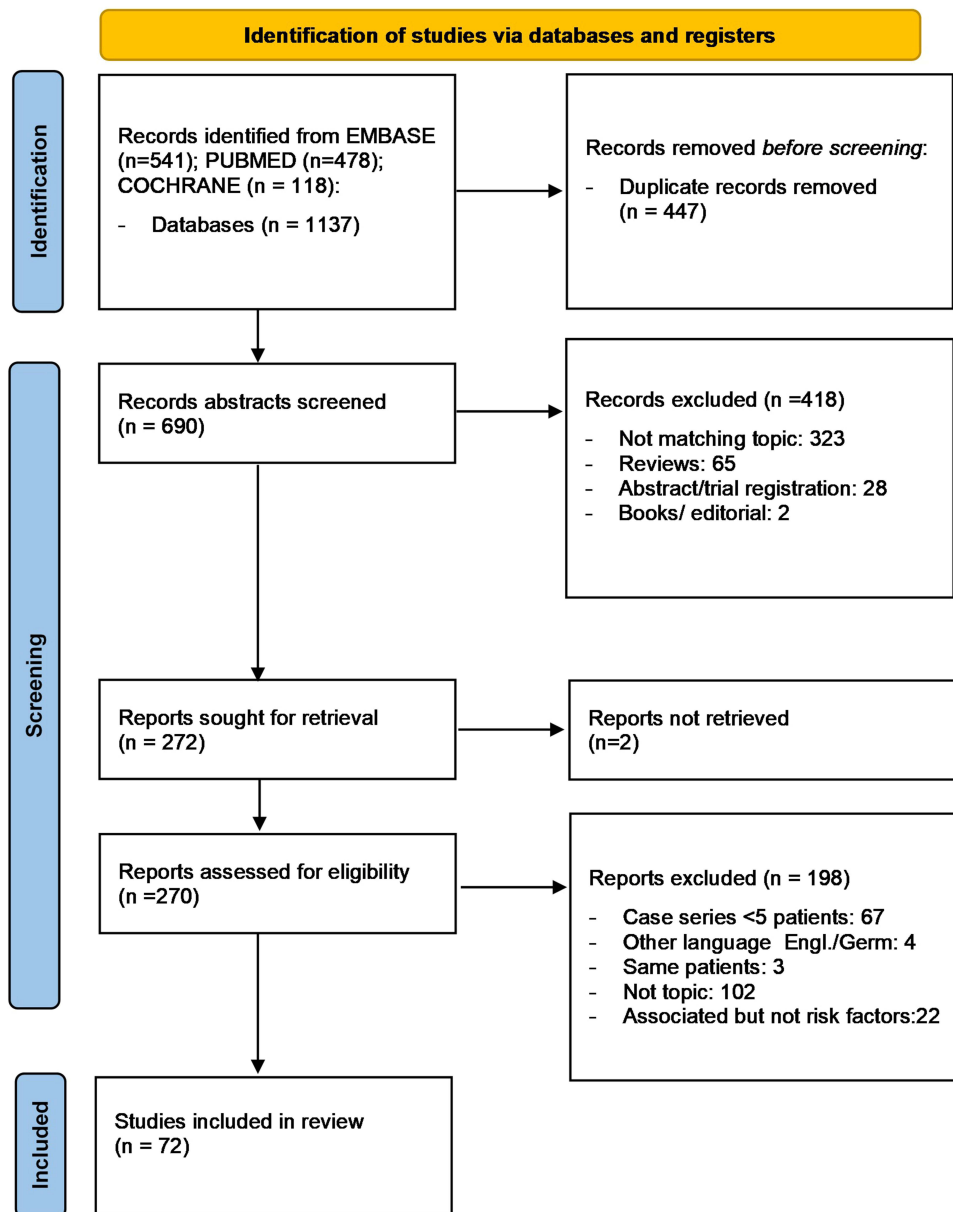 Identification of studies via databases and registers
Identification
Records identified from EMBASE
(n=541); PUBMED (n=478);
COCHRANE (n = 118):
- Databases (n = 1137)
Records removed before screening:
- Duplicate records removed
(n = 447)
Screening
Records abstracts screened
(n = 690)
Records excluded (n =418)
- Not matching topic: 323
- Reviews: 65
- Abstract/trial registration: 28
- Books/ editorial: 2
Reports sought for retrieval
(n = 272)
Reports not retrieved
(n=2)
Reports assessed for eligibility
(n =270)
Reports excluded (n = 198)
- Case series <5 patients: 67
- Other language  Engl./Germ: 4
- Same patients: 3
- Not topic: 102
- Associated but not risk factors:22
Included
Studies included in review
(n = 72)